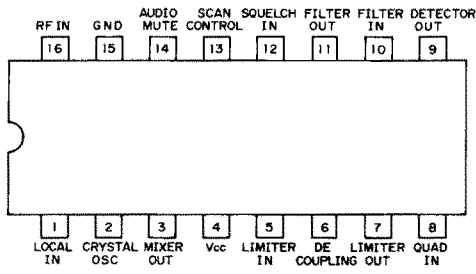 AUDIO SCAN SQUELCH FILTER FILTER DETECTOR
RF IN GND MUTE CONTROL IN OUT IN OUT
16 15 14 13 12 11 10 9
1 2 3 4 5 6 7 8
LOCAL CRYSTAL MIXER Vcc LIMITER DE LIMITER QUAD
IN OSC OUT IN COUPLING OUT IN